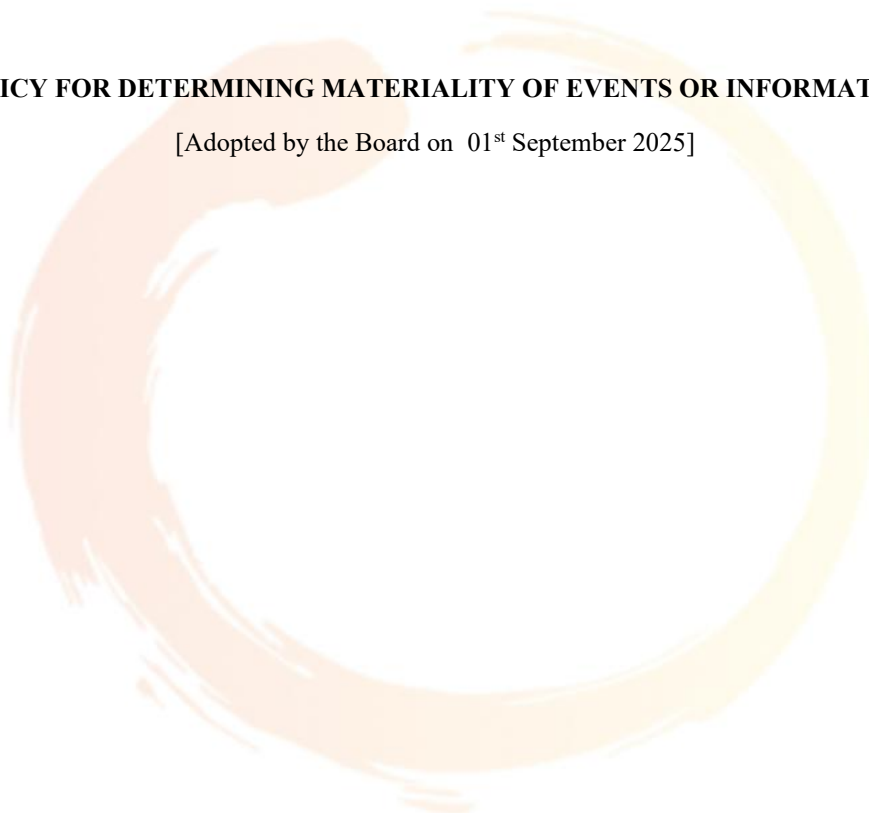 ICY FOR DETERMINING MATERIALITY OF EVENTS OR INFORMAT
[Adopted by the Board on 01st September 2025]